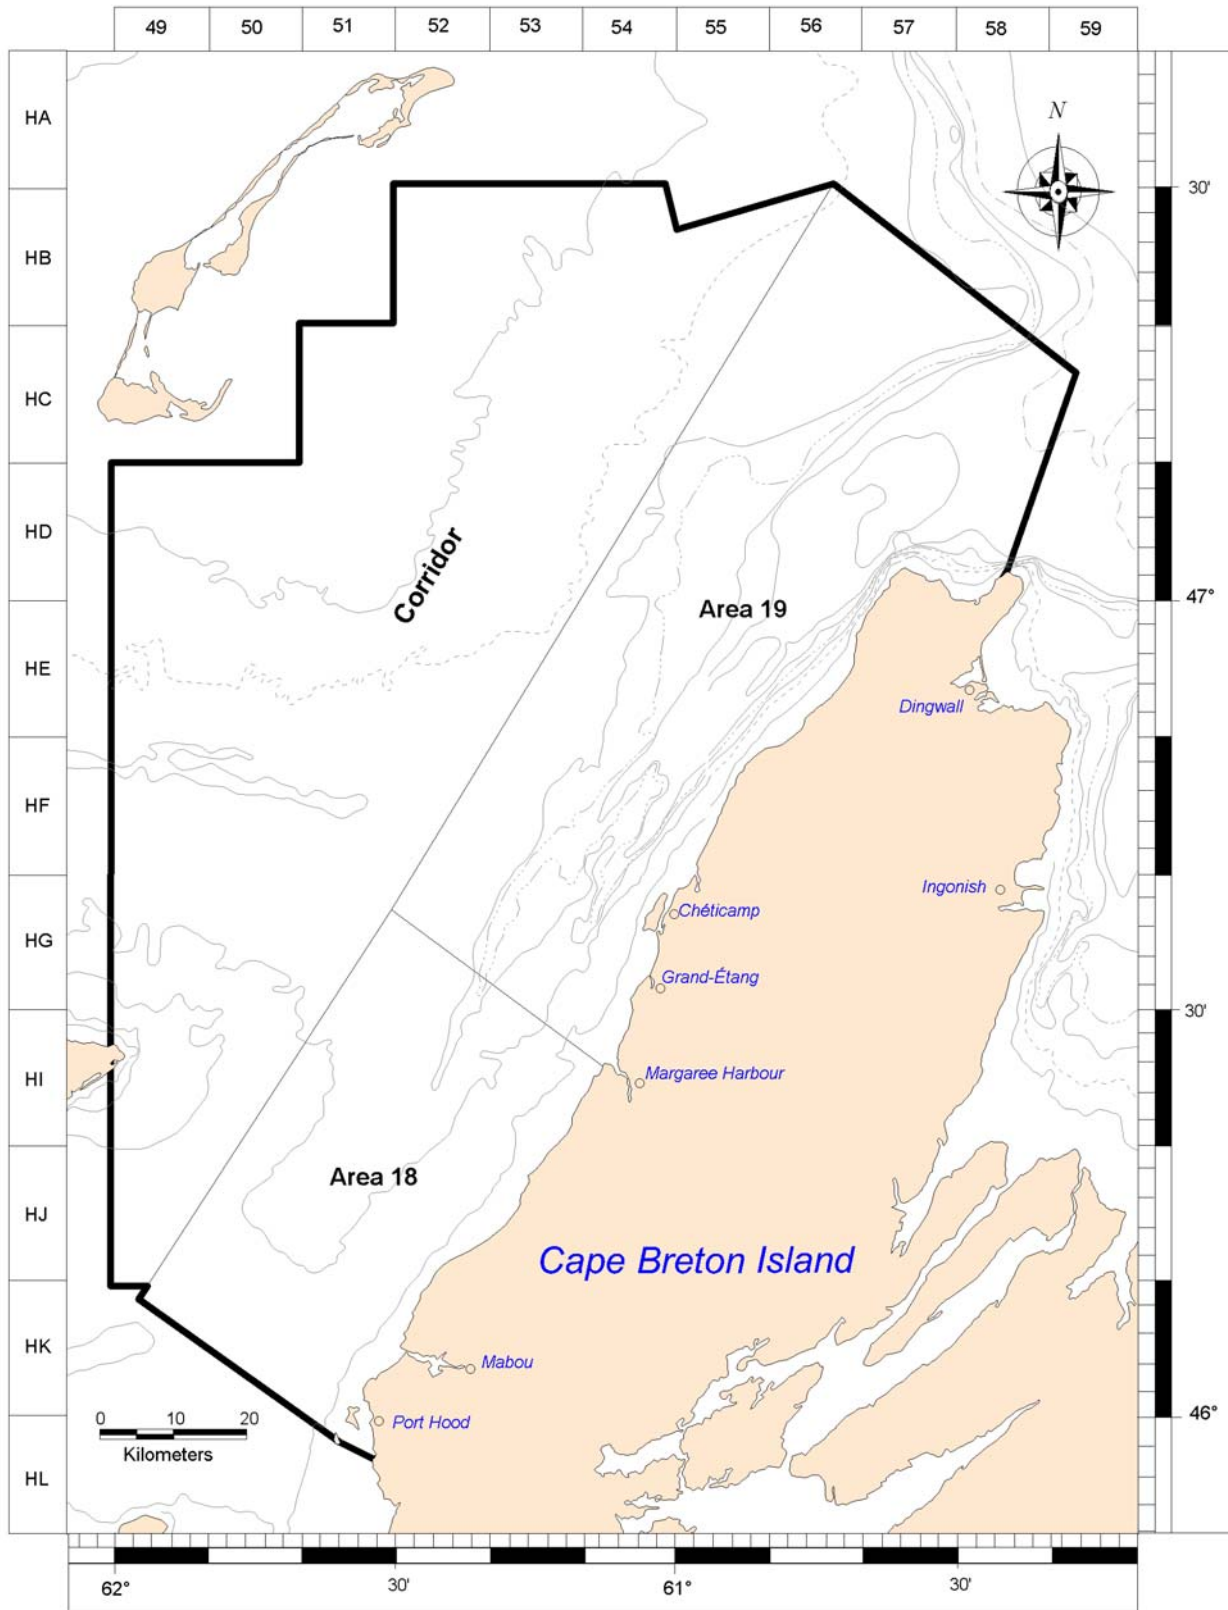 49 50 51 52 53 54 55 56 57 58 59
HA
N
30'
HB
HC
HD
Corridor
47°
Area 19
HE
Dingwall
HF
Ingonish
Chéticamp
HG
Grand-Étang
30'
HI
Margaree Harbour
Area 18
HJ
Cape Breton Island
HK
Mabou
0 10 20
Port Hood
46°
Kilometers
HL
62° 30' 61° 30'